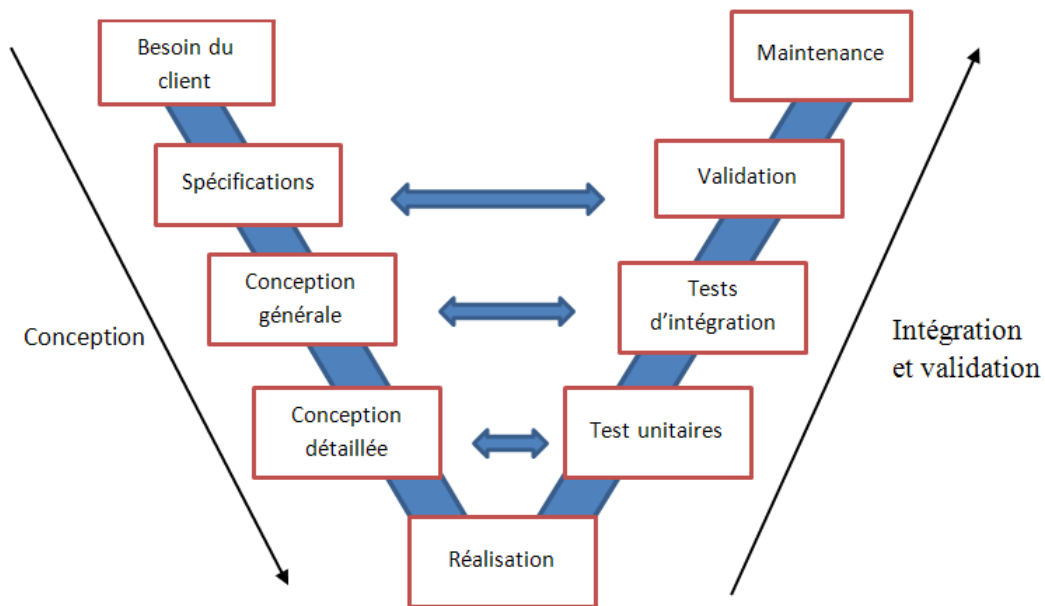 Besoin du
client
Maintenance
Spécifications
Validation
Conception
générale
Tests
d'intégration
Conception
Intégration
et validation
Conception
détaillée
Test unitaires
Réalisation